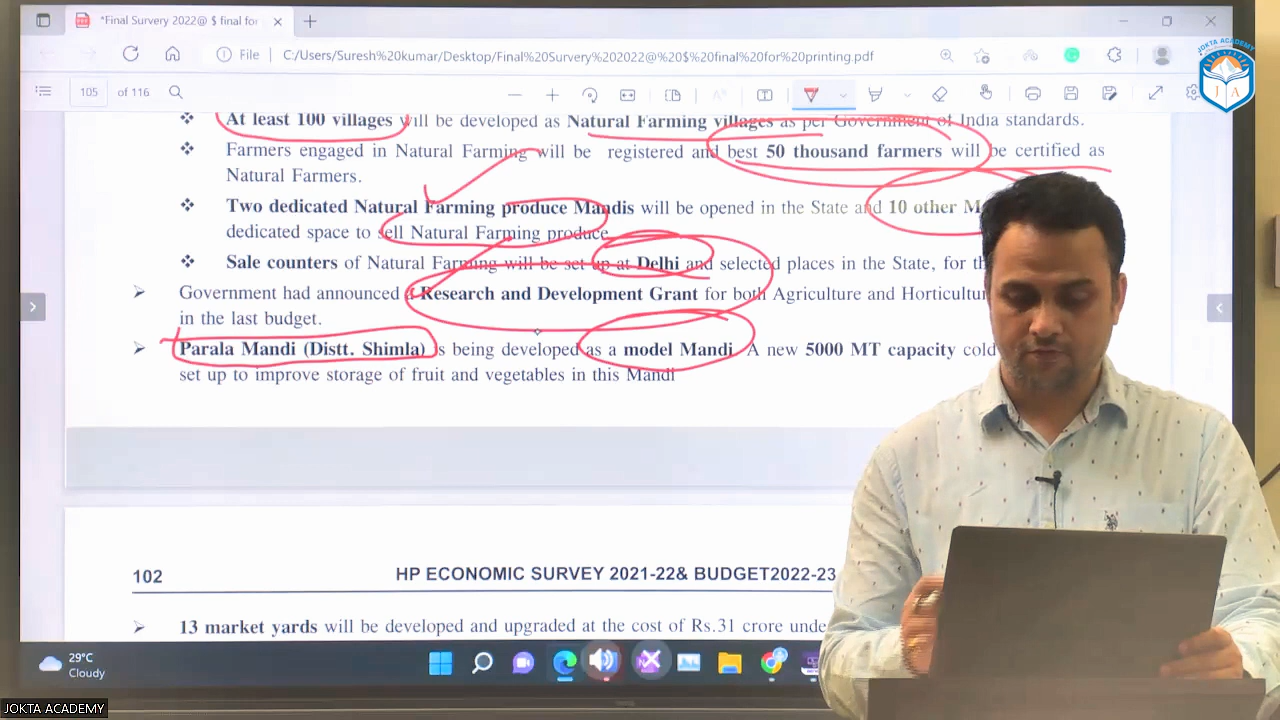 *Final Survery 2022@ $ final for
File
C:/Users/Suresh%20kumar/Desktop/Final%20Survery%202022@%20$%20final%20for%20printing.pdf
JOKTA ACADEMY
J A
105 of 116
At least 100 villages will be developed as Natural Farming villages as per Government of India standards.
Farmers engaged in Natural Farming will be registered and best 50 thousand farmers will be certified as
Natural Farmers.
Two dedicated Natural Farming produce Mandis will be opened in the State and 10 other
dedicated space to sell Natural Farming produce
Sale counters of Natural Farming will be set up at Delhi and selected places in the State, for
Government had announced a Research and Development Grant for both Agriculture and
in the last budget.
Parala Mandi (Distt. Shimla) is being developed as a model Mandi. A new 5000 MT capacity cold
set up to improve storage of fruit and vegetables in this Mandi
102
HP ECONOMIC SURVEY 2021-22& BUDGET2022-23
13 market yards will be developed and upgraded at the cost of Rs.31 crore
29°C
Cloudy
JOKTA ACADEMY